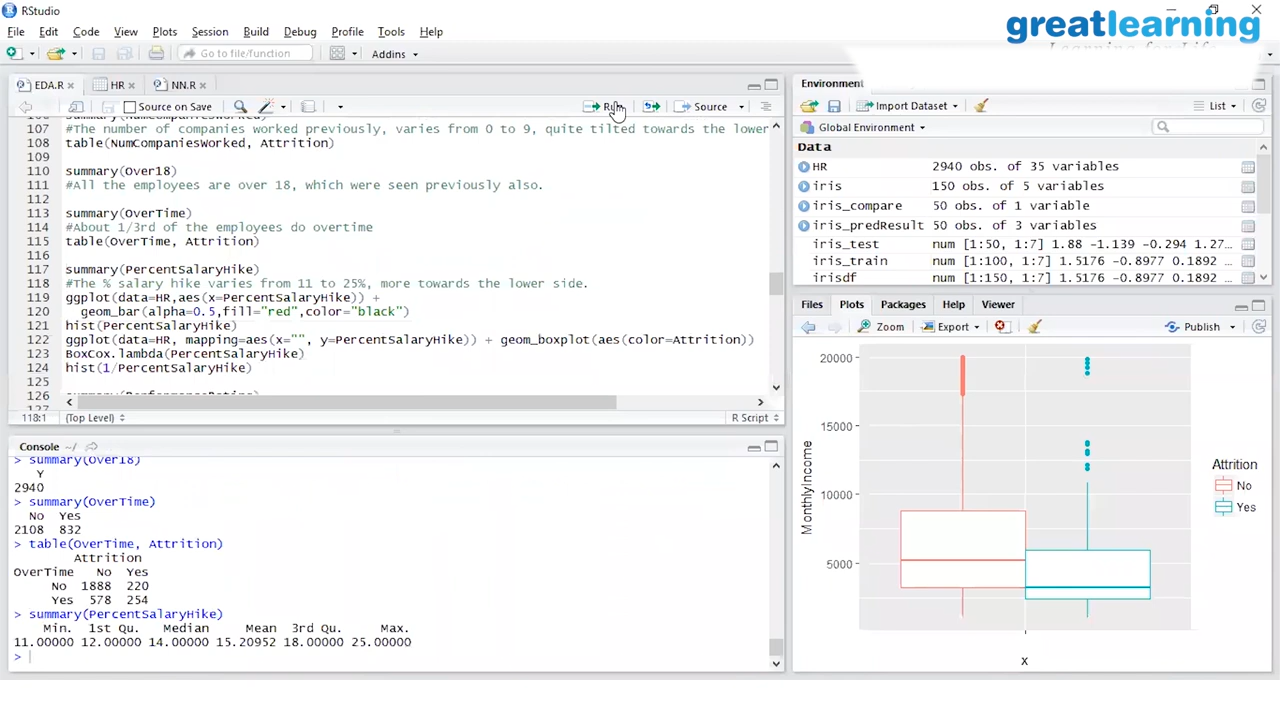 RStudio
greatlearning
Learning for Life
File Edit Code View Plots Session Build Debug Profile Tools Help
Go to file/function
Addins
EDA.R
HR
NN.R
Source on Save
Run
Source
107 #The number of companies worked previously, varies from 0 to 9, quite tilted towards the lower
108 table(NumCompaniesWorked, Attrition)
109
110 summary(Over18)
111 #All the employees are over 18, which were seen previously also.
112
113 summary(OverTime)
114 #About 1/3rd of the employees do overtime
115 table(OverTime, Attrition)
116
117 summary(PercentSalaryHike)
118 #The % salary hike varies from 11 to 25%, more towards the lower side.
119 ggplot(data=HR,aes(x=PercentSalaryHike)) +
120 geom_bar(alpha=0.5,fill="red",color="black")
121 hist(PercentSalaryHike)
122 ggplot(data=HR, mapping=aes(x="", y=PercentSalaryHike)) + geom_boxplot(aes(color=Attrition))
123 BoxCox.lambda(PercentSalaryHike)
124 hist(1/PercentSalaryHike)
125
126
127
118:1 (Top Level) R Script
Console ~/
> summary(Over18)
Y
2940
> summary(OverTime)
No Yes
2108 832
> table(OverTime, Attrition)
Attrition
OverTime No Yes
No 1888 220
Yes 578 254
> summary(PercentSalaryHike)
Min. 1st Qu. Median Mean 3rd Qu. Max.
11.00000 12.00000 14.00000 15.20952 18.00000 25.00000
>
Environment
Import Dataset
List
Global Environment
Data
HR 2940 obs. of 35 variables
iris 150 obs. of 5 variables
iris_compare 50 obs. of 1 variable
iris_predResult 50 obs. of 3 variables
iris_test num [1:50, 1:7] 1.88 -1.139 -0.294 1.27...
iris_train num [1:100, 1:7] 1.5176 -0.8977 0.1892 ...
irisdf num [1:150, 1:7] 1.5176 -0.8977 0.1892 ...
Files Plots Packages Help Viewer
Zoom Export Publish
20000
15000
10000
5000
MonthlyIncome
x
Attrition
No
Yes